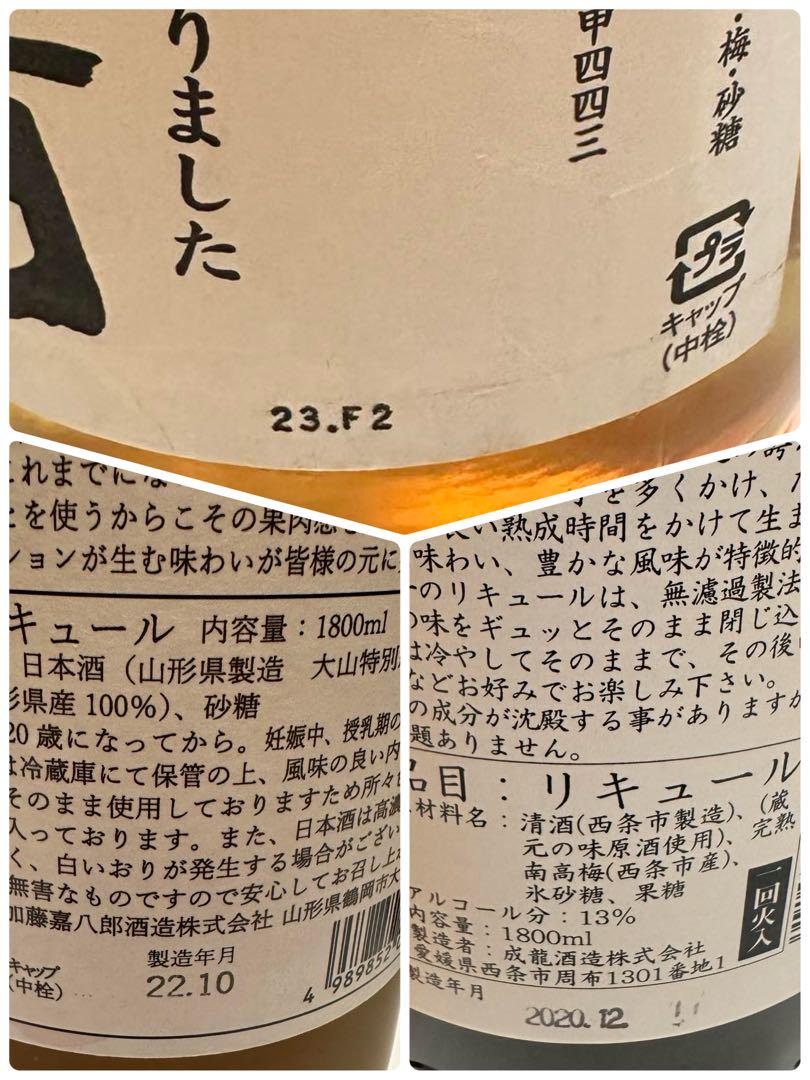 ・梅・砂糖
甲四四三
りました
プラ
キャップ
(中栓)
23.F2
これまでにな
とを使うからこその果肉感
ションが生む味わいが皆様の元に
キュール 内容量：1800ml
日本酒（山形県製造 大山特別
県産100%）、砂糖
20歳になってから。妊娠中、授乳期の
冷蔵庫にて保管の上、風味の良い内
そのまま使用しておりますため所々
入っております。また、日本酒は高濃
く、白いおりが発生する場合がござい
無害なものですので安心してお召し上
加藤嘉八郎酒造株式会社 山形県鶴岡市大
製造年月
22.10
キャップ
(中栓)
4 989852
を多くかけ、
良い熟成時間をかけて生ま
味わい、豊かな風味が特徴的
のリキュールは、無濾過製法
の味をギュッとそのまま閉じ込
は冷やしてそのままで、その後
などお好みでお楽しみ下さい。
の成分が沈殿する事がありますが
題ありません。
品目：リキュール
材料名：清酒(西条市製造)、(蔵
元の味原酒使用)、完熟
南高梅(西条市産)、
氷砂糖、果糖
アルコール分：13%
内容量：1800ml
製造者：成龍酒造株式会社
愛媛県西条市周布1301番地1
一回火入
製造年月
2020.12